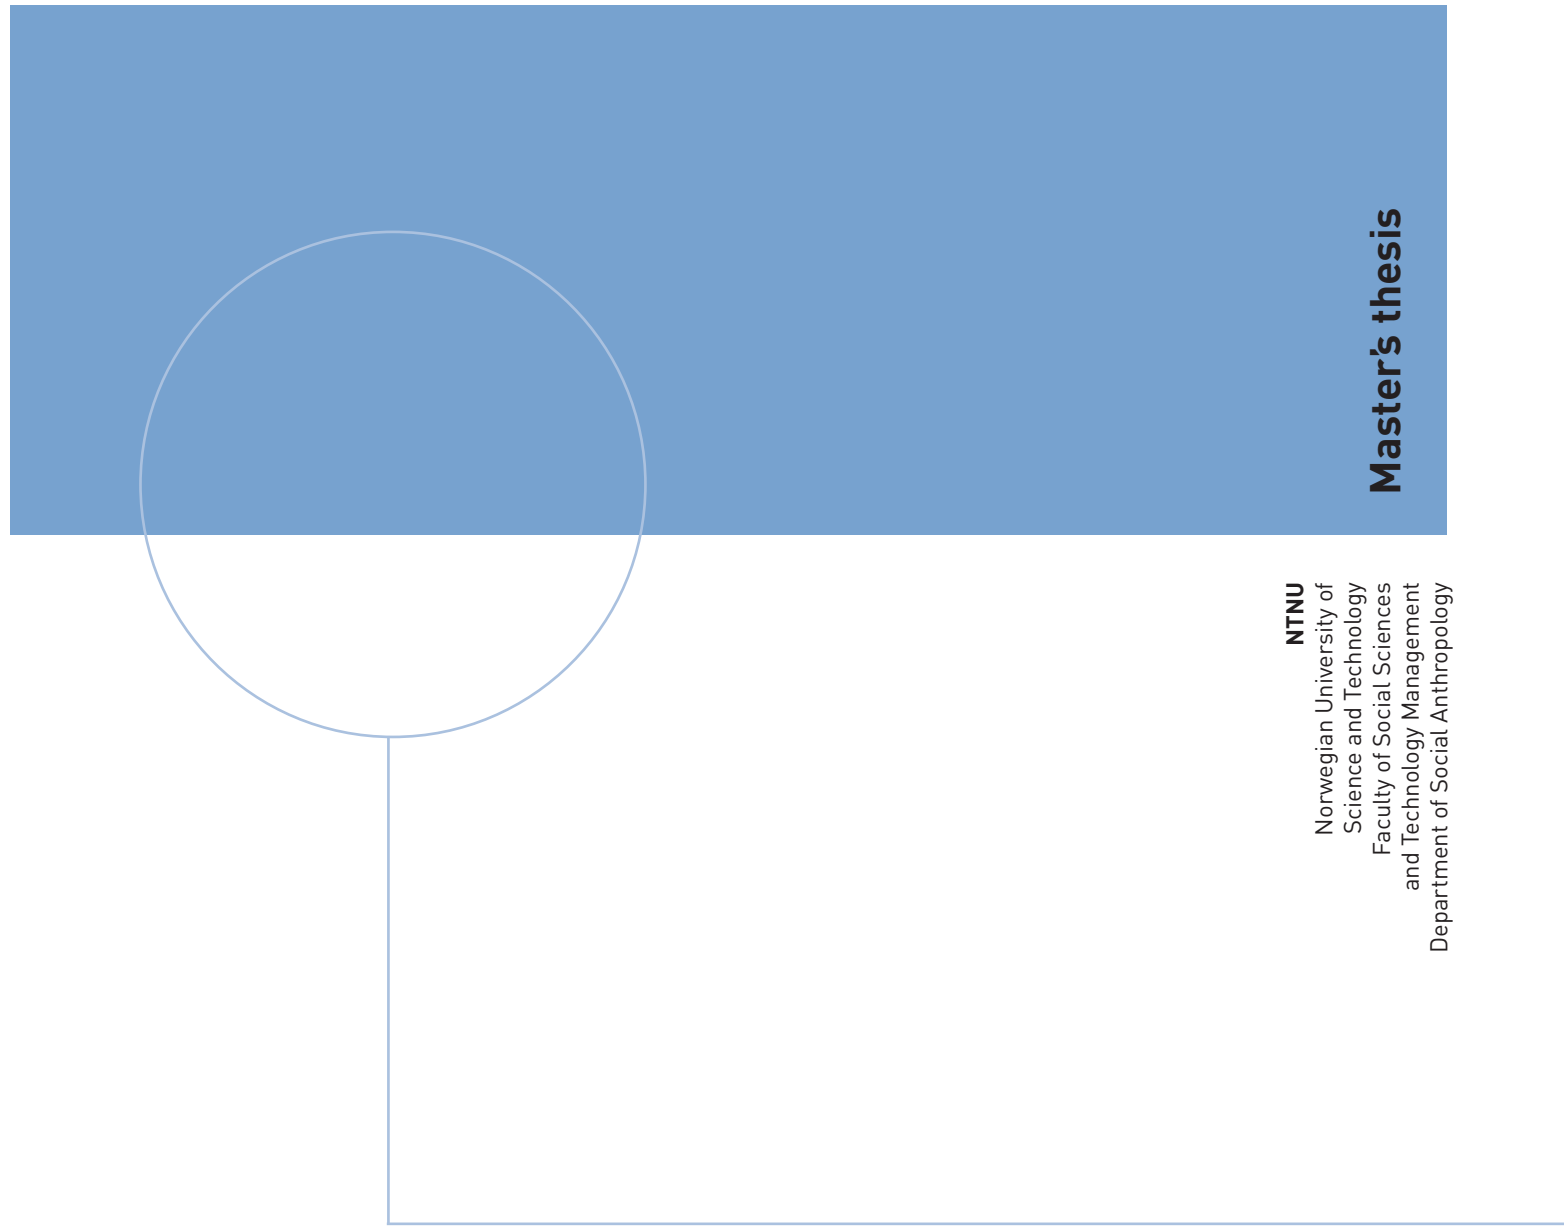 Master's thesis
NTNU
Norwegian University of
Science and Technology
Faculty of Social Sciences
and Technology Management
Department of Social Anthropology